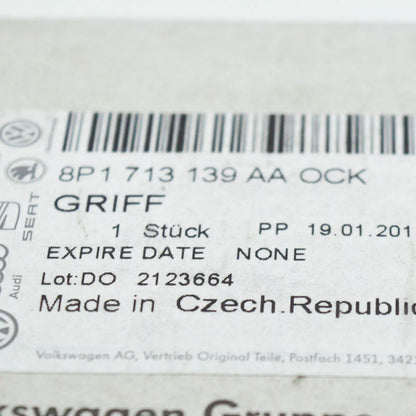 8P1 713 139 AA OCK
GRIFF
1 Stück PP 19.01.201
EXPIRE DATE NONE
Lot:DO 2123664
Made in Czech.Republic
Volkswagen AG, Vertrieb Original Teile, Postfach 1451, 342
SEAT
Audi